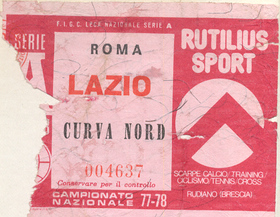 F.I.G.C. LEGA NAZIONALE SERIE A
SERIE
A
ROMA
LAZIO
CURVA NORD
004637
Conservare per il controllo
CAMPIONATO
NAZIONALE 77-78
RUTILIUS
SPORT
SCARPE CALCIO/TRAINING/
CICLISMO/TENNIS/CROSS
RUDIANO (BRESCIA)